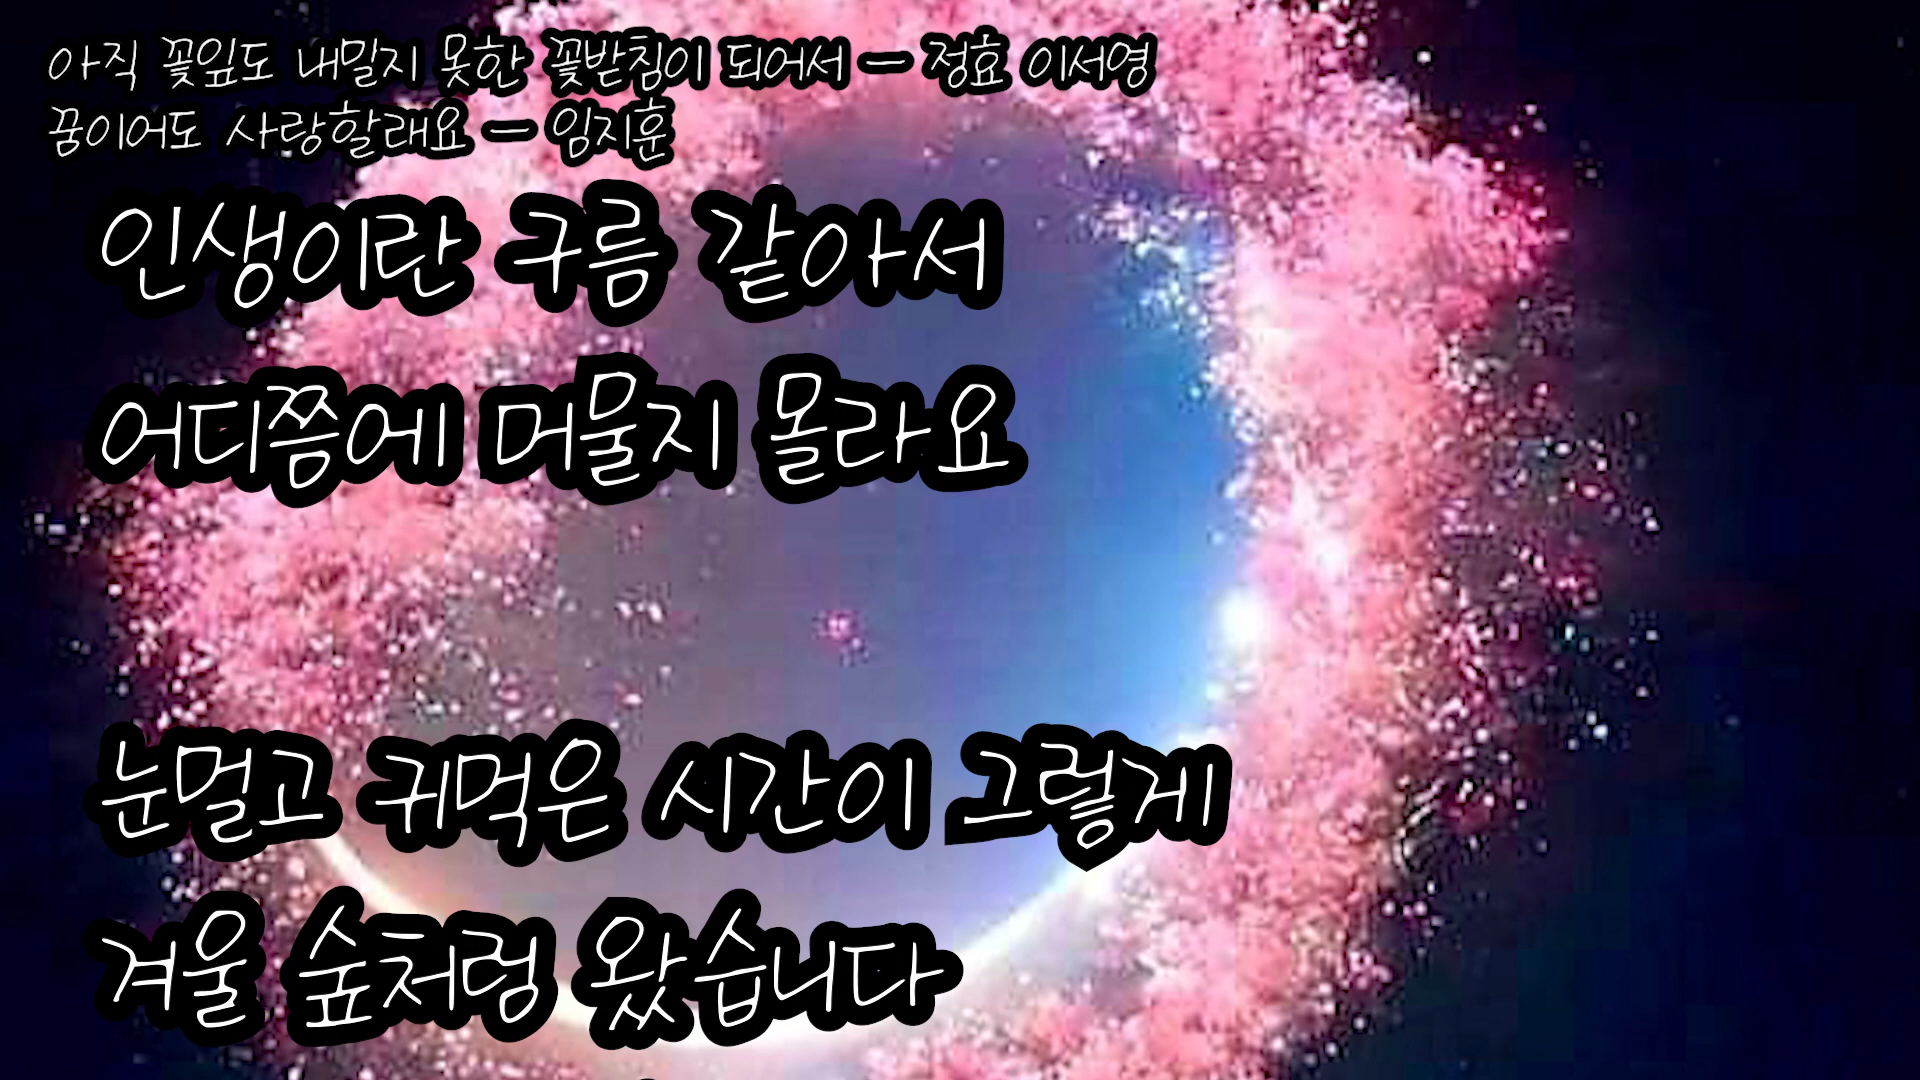 아직 꽃잎도 내밀지 못한 꽃받침이 되어서 - 정효 이서영
꿈이어도 사랑할래요 - 임지훈
인생이란 구름 같아서
어디쯤에 머물지 몰라요
눈멀고 귀먹은 시간이 그렇게
겨울 숲처럼 왔습니다